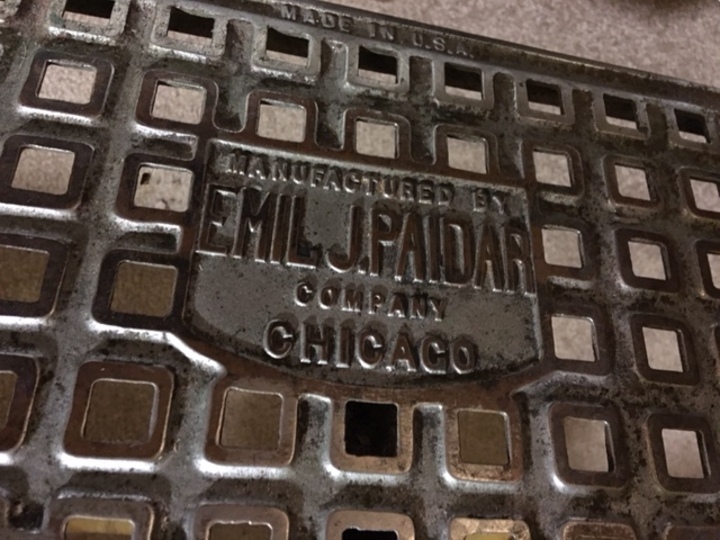 MADE IN U.S.A.
MANUFACTURED BY
EMIL J. PAIDAR
COMPANY
CHICAGO